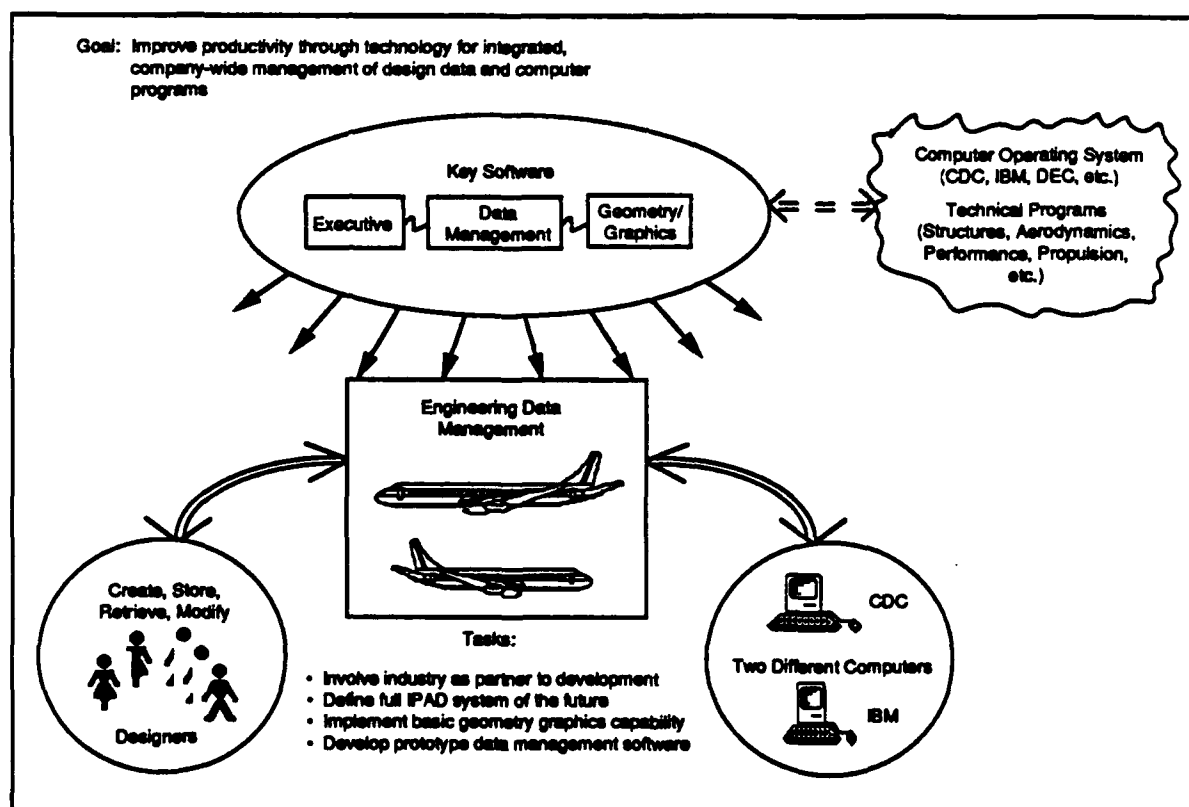 Goal: Improve productivity through technology for integrated,
company-wide management of design data and computer
programs
Key Software
Executive
Data
Management
Geometry/
Graphics
Computer Operating System
(CDC, IBM, DEC, etc.)
Technical Programs
(Structures, Aerodynamics,
Performance, Propulsion,
etc.)
Engineering Data
Management
Create, Store,
Retrieve, Modify
Designers
CDC
Two Different Computers
IBM
Tasks:
• Involve industry as partner to development
• Define full IPAD system of the future
• Implement basic geometry graphics capability
• Develop prototype data management software